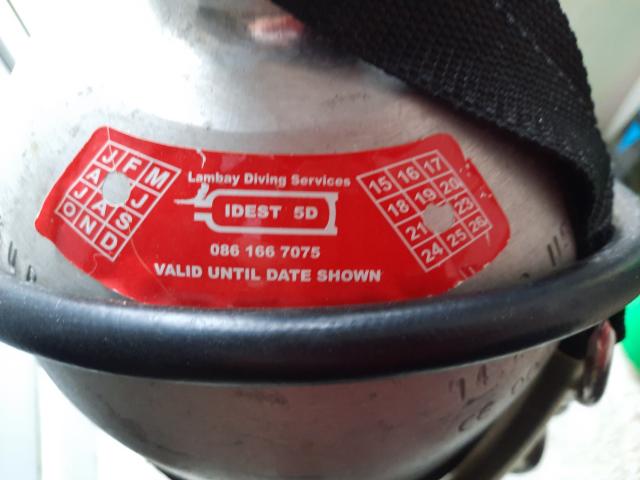 J F M
A J
J A S
O N D
Lambay Diving Services
IDEST 5D
086 166 7075
VALID UNTIL DATE SHOWN
15 16 17
18 19 20
21 23
24 25 26